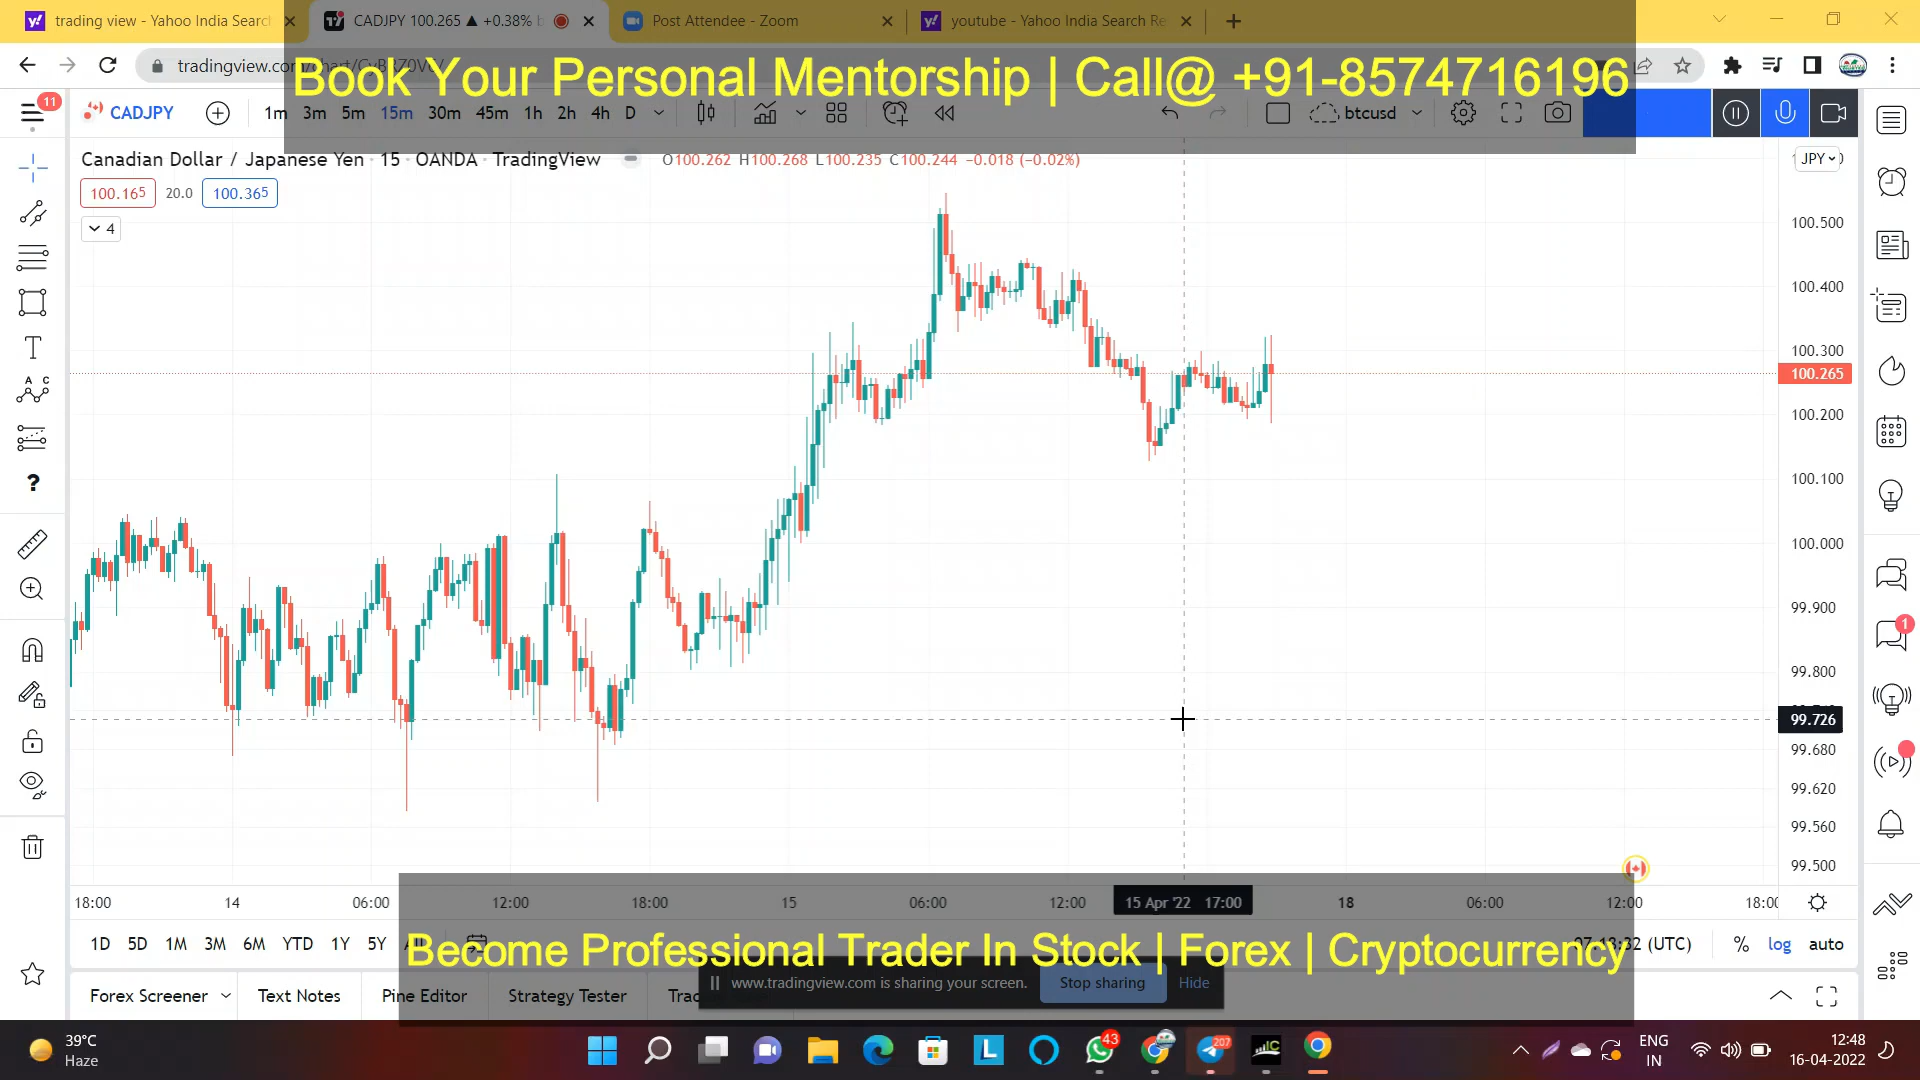 trading view - Yahoo India Search
CADJPY 100.265 ▲ +0.38%
Post Attendee - Zoom
youtube - Yahoo India Search Re
Book Your Personal Mentorship | Call@ +91-8574716196
11
CADJPY
1m 3m 5m 15m 30m 45m 1h 2h 4h D
btcusd
Canadian Dollar / Japanese Yen · 15 · OANDA · TradingView
O100.262 H100.268 L100.235 C100.244 −0.018 (−0.02%)
JPY
100.165 20.0 100.365
4
100.500
100.400
100.300
100.265
100.200
100.100
100.000
99.900
99.800
99.726
99.680
99.620
99.560
99.500
1
18:00 14 06:00 12:00 18:00 15 06:00 12:00 15 Apr '22 17:00 18 06:00 12:00 18:00
1D 5D 1M 3M 6M YTD 1Y 5Y
(UTC) % log auto
Become Professional Trader In Stock | Forex | Cryptocurrency
Forex Screener Text Notes Pine Editor Strategy Tester
www.tradingview.com is sharing your screen. Stop sharing Hide
39°C
Haze
43
207
ENG
IN
12:48
16-04-2022